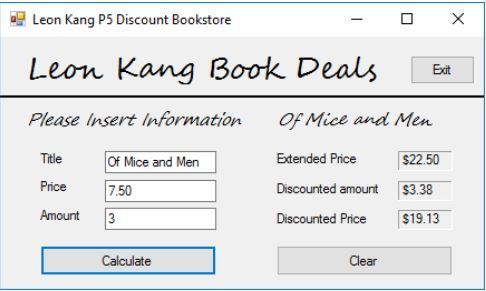 Leon Kang P5 Discount Bookstore
Leon Kang Book Deals
Exit
Please Insert Information
Of Mice and Men
Title
Of Mice and Men
Extended Price
$22.50
Price
7.50
Discounted amount
$3.38
Amount
3
Discounted Price
$19.13
Calculate
Clear